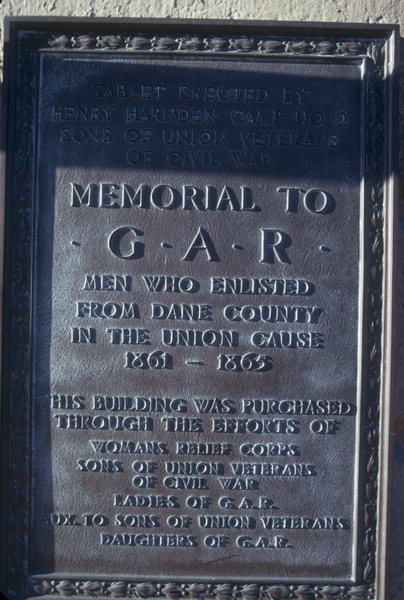 TABLET ERECTED BY
HENRY HARNDEN CAMP NO. 2
SONS OF UNION VETERANS
OF CIVIL WAR
MEMORIAL TO
· G · A · R ·
MEN WHO ENLISTED
FROM DANE COUNTY
IN THE UNION CAUSE
1861 – 1865
THIS BUILDING WAS PURCHASED
THROUGH THE EFFORTS OF
WOMANS RELIEF CORPS
SONS OF UNION VETERANS
OF CIVIL WAR
LADIES OF G.A.R.
AUX. TO SONS OF UNION VETERANS
DAUGHTERS OF G.A.R.